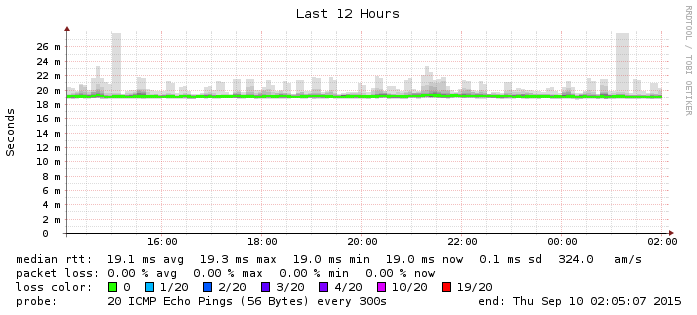 Last 12 Hours
RRDTOOL / TOBI OETIKER
Seconds
26 m
24 m
22 m
20 m
18 m
16 m
14 m
12 m
10 m
8 m
6 m
4 m
2 m
0
16:00 18:00 20:00 22:00 00:00 02:00
median rtt: 19.1 ms avg 19.3 ms max 19.0 ms min 19.0 ms now 0.1 ms sd 324.0 am/s
packet loss: 0.00 % avg 0.00 % max 0.00 % min 0.00 % now
loss color: 0 1/20 2/20 3/20 4/20 10/20 19/20
probe: 20 ICMP Echo Pings (56 Bytes) every 300s end: Thu Sep 10 02:05:07 2015